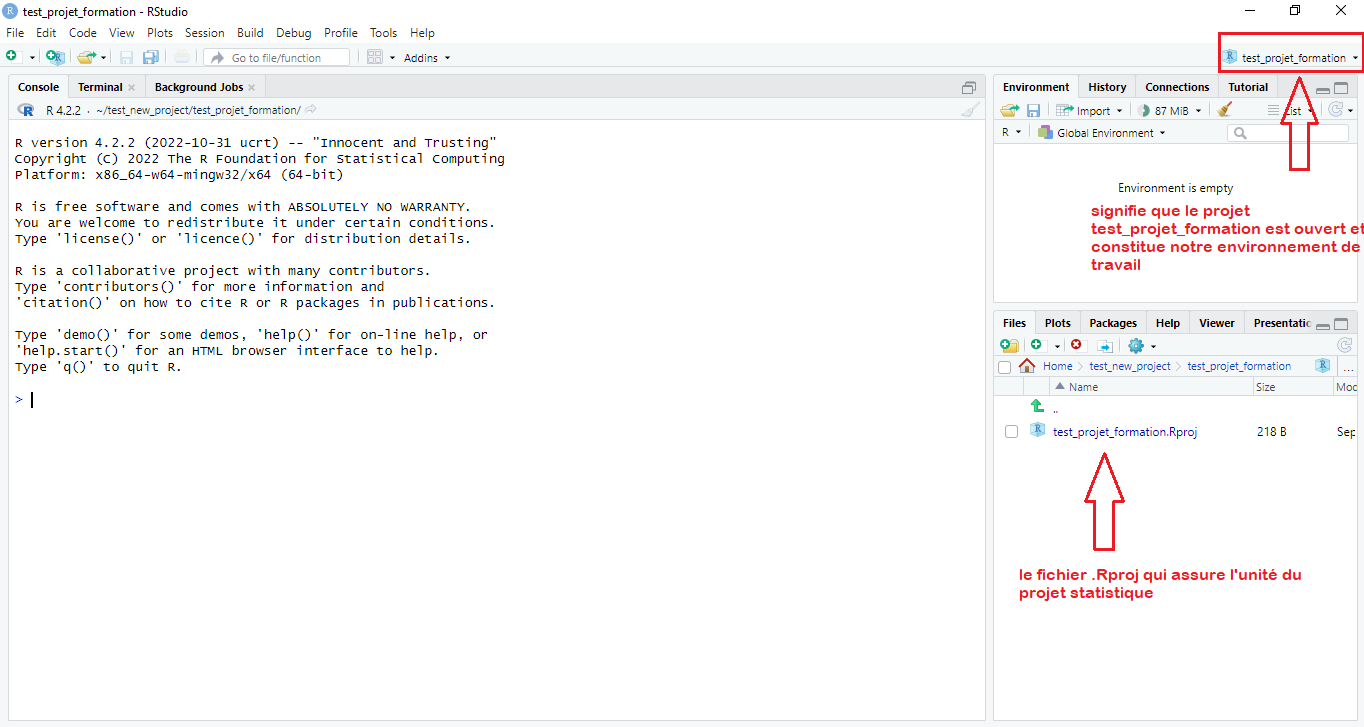 test_projet_formation - RStudio
File Edit Code View Plots Session Build Debug Profile Tools Help
Go to file/function Addins test_projet_formation
Console Terminal Background Jobs
R 4.2.2 · ~/test_new_project/test_projet_formation/
R version 4.2.2 (2022-10-31 ucrt) -- "Innocent and Trusting"
Copyright (C) 2022 The R Foundation for Statistical Computing
Platform: x86_64-w64-mingw32/x64 (64-bit)
R is free software and comes with ABSOLUTELY NO WARRANTY.
You are welcome to redistribute it under certain conditions.
Type 'license()' or 'licence()' for distribution details.
R is a collaborative project with many contributors.
Type 'contributors()' for more information and
'citation()' on how to cite R or R packages in publications.
Type 'demo()' for some demos, 'help()' for on-line help, or
'help.start()' for an HTML browser interface to help.
Type 'q()' to quit R.
>
Environment History Connections Tutorial
Import 87 MiB List
R Global Environment
Environment is empty
signifie que le projet
test_projet_formation est ouvert et
constitue notre environnement de
travail
Files Plots Packages Help Viewer Presentatio
Home test_new_project test_projet_formation ...
Name Size Mod
..
test_projet_formation.Rproj 218 B Sep
le fichier .Rproj qui assure l'unité du
projet statistique